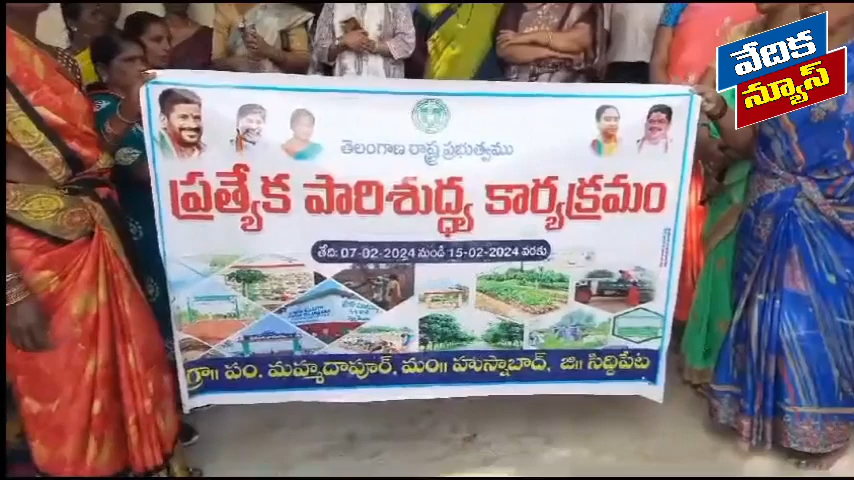 వేదిక
న్యూస్
తెలంగాణ రాష్ట్ర ప్రభుత్వము
ప్రత్యేక పారిశుద్ధ్య కార్యక్రమం
తేది:07-02-2024 నుండి 15-02-2024 వరకు
గ్రా॥ పం. మహ్మదాపూర్, మం॥ హుస్నాబాద్, జి॥ సిద్దిపేట